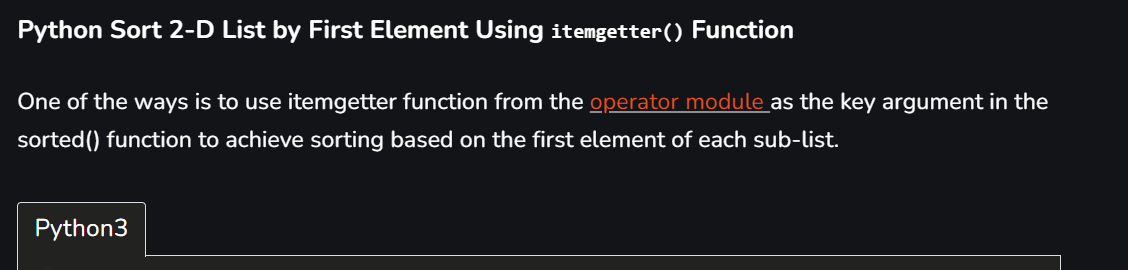 Python Sort 2-D List by First Element Using itemgetter() Function
One of the ways is to use itemgetter function from the operator module as the key argument in the
sorted() function to achieve sorting based on the first element of each sub-list.
Python3